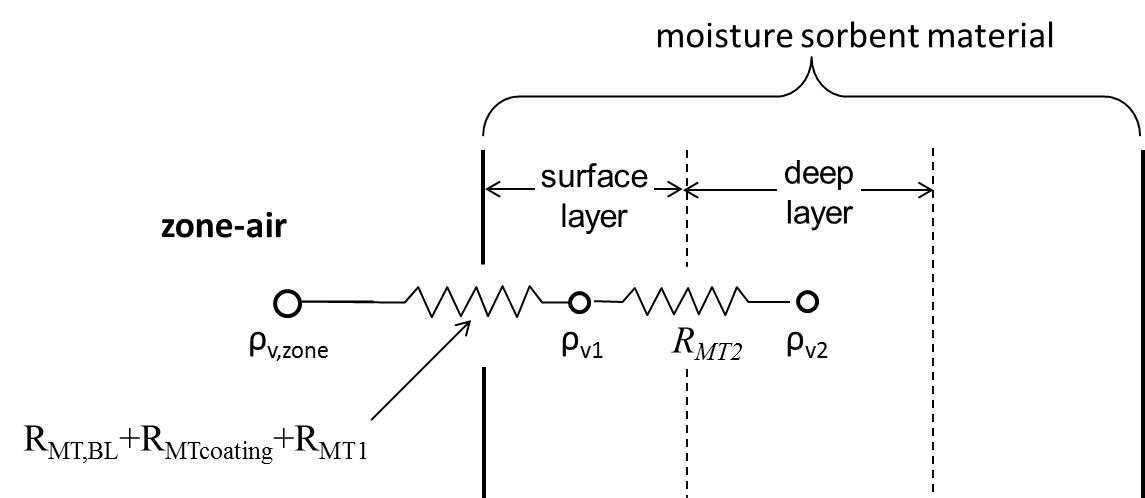 moisture sorbent material
surface
layer
deep
layer
zone-air
ρv,zone
ρv1
RMT2
ρv2
RMT,BL+RMTcoating+RMT1